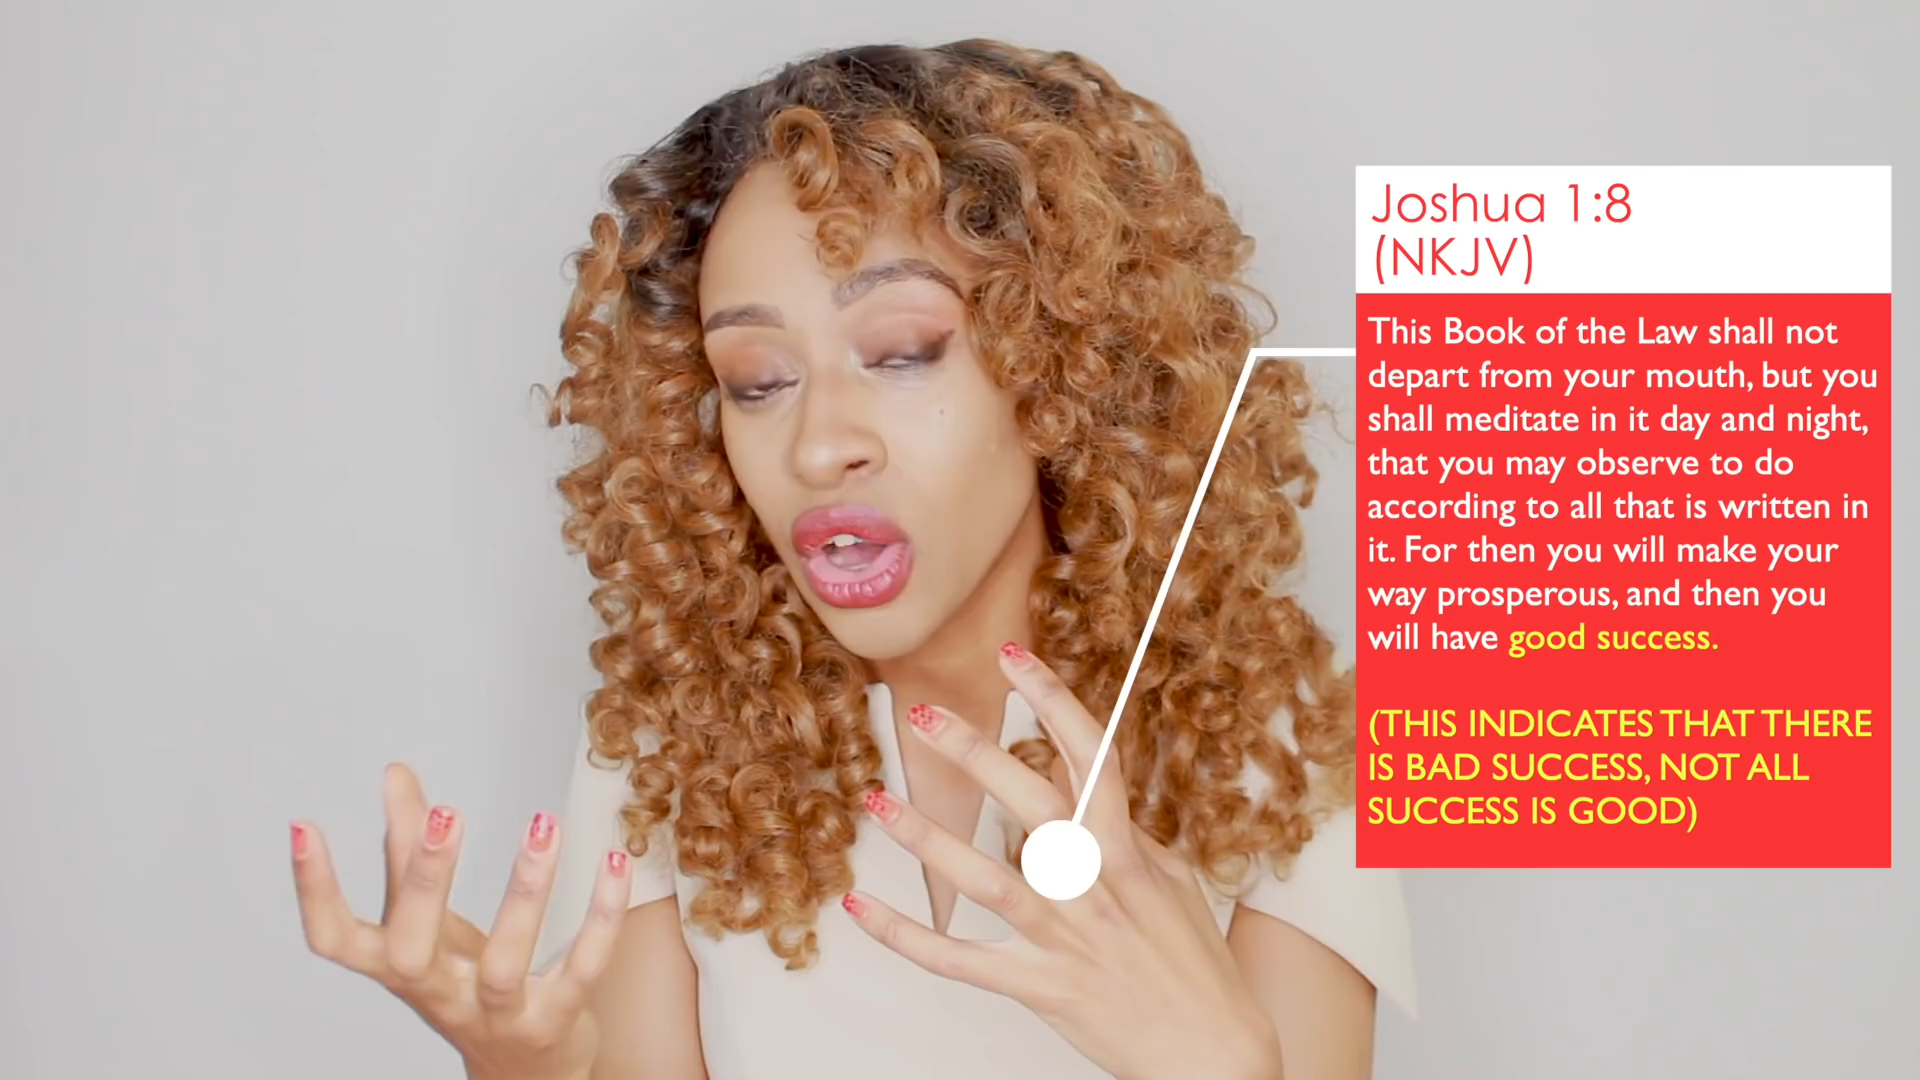 Joshua 1:8
(NKJV)
This Book of the Law shall not
depart from your mouth, but you
shall meditate in it day and night,
that you may observe to do
according to all that is written in
it. For then you will make your
way prosperous, and then you
will have good success.
(THIS INDICATES THAT THERE
IS BAD SUCCESS, NOT ALL
SUCCESS IS GOOD)